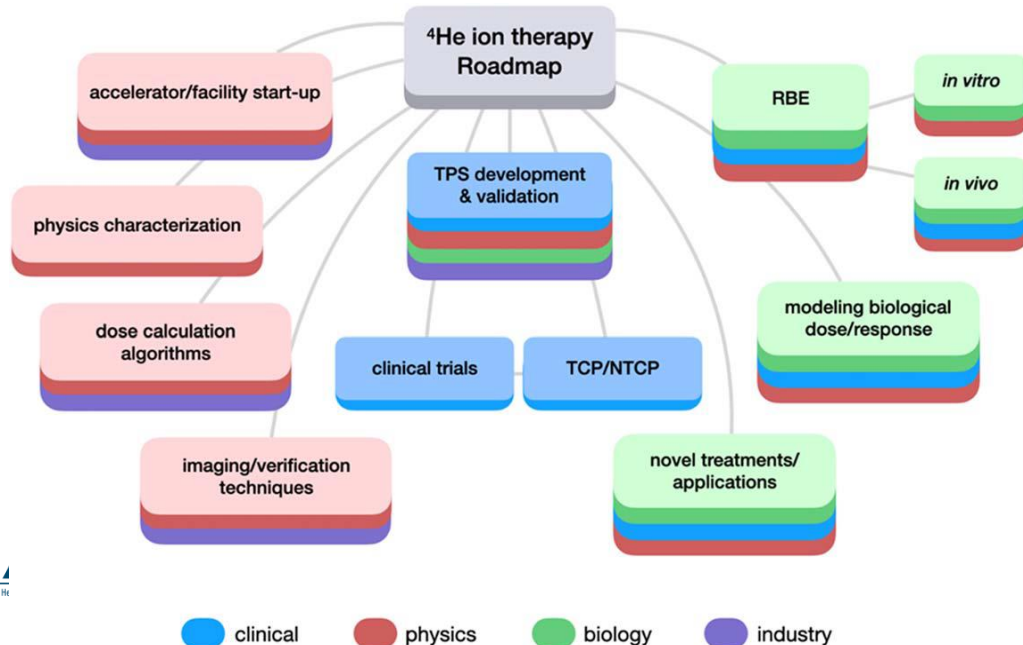 ⁴He ion therapy
Roadmap
accelerator/facility start-up
RBE
in vitro
in vivo
TPS development
& validation
physics characterization
dose calculation
algorithms
modeling biological
dose/response
clinical trials
TCP/NTCP
imaging/verification
techniques
novel treatments/
applications
He
clinical
physics
biology
industry